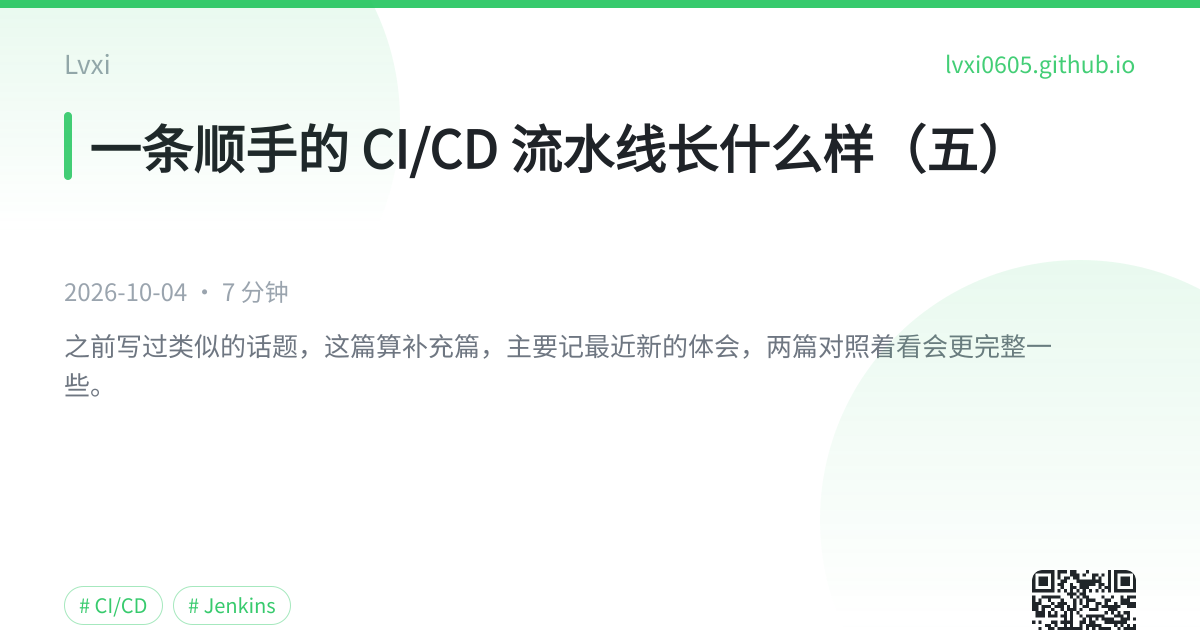 Lvxi
lvxi0605.github.io
一条顺手的 CI/CD 流水线长什么样（五）
2026-10-04 · 7 分钟
之前写过类似的话题，这篇算补充篇，主要记最近新的体会，两篇对照着看会更完整一
些。
# CI/CD
# Jenkins